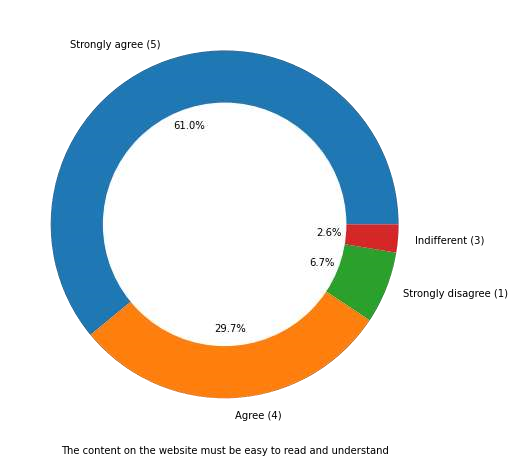 Strongly agree (5)
61.0%
2.6%
Indifferent (3)
6.7%
Strongly disagree (1)
29.7%
Agree (4)
The content on the website must be easy to read and understand